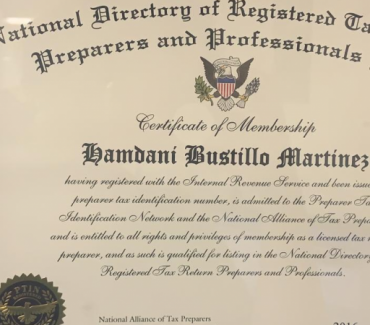 National Directory of Registered Ta
Preparers and Professionals
Certificate of Membership
Hamdani Bustillo Martinez
having registered with the Internal Revenue Service and been issue
preparer tax identification number, is admitted to the Preparer Ta
Identification Network and the National Alliance of Tax Prepa
and is entitled to all rights and privileges of membership as a licensed tax
preparer, and as such is qualified for listing in the National Directory
Registered Tax Return Preparers and Professionals.
PTIN
National Alliance of Tax Preparers
2016